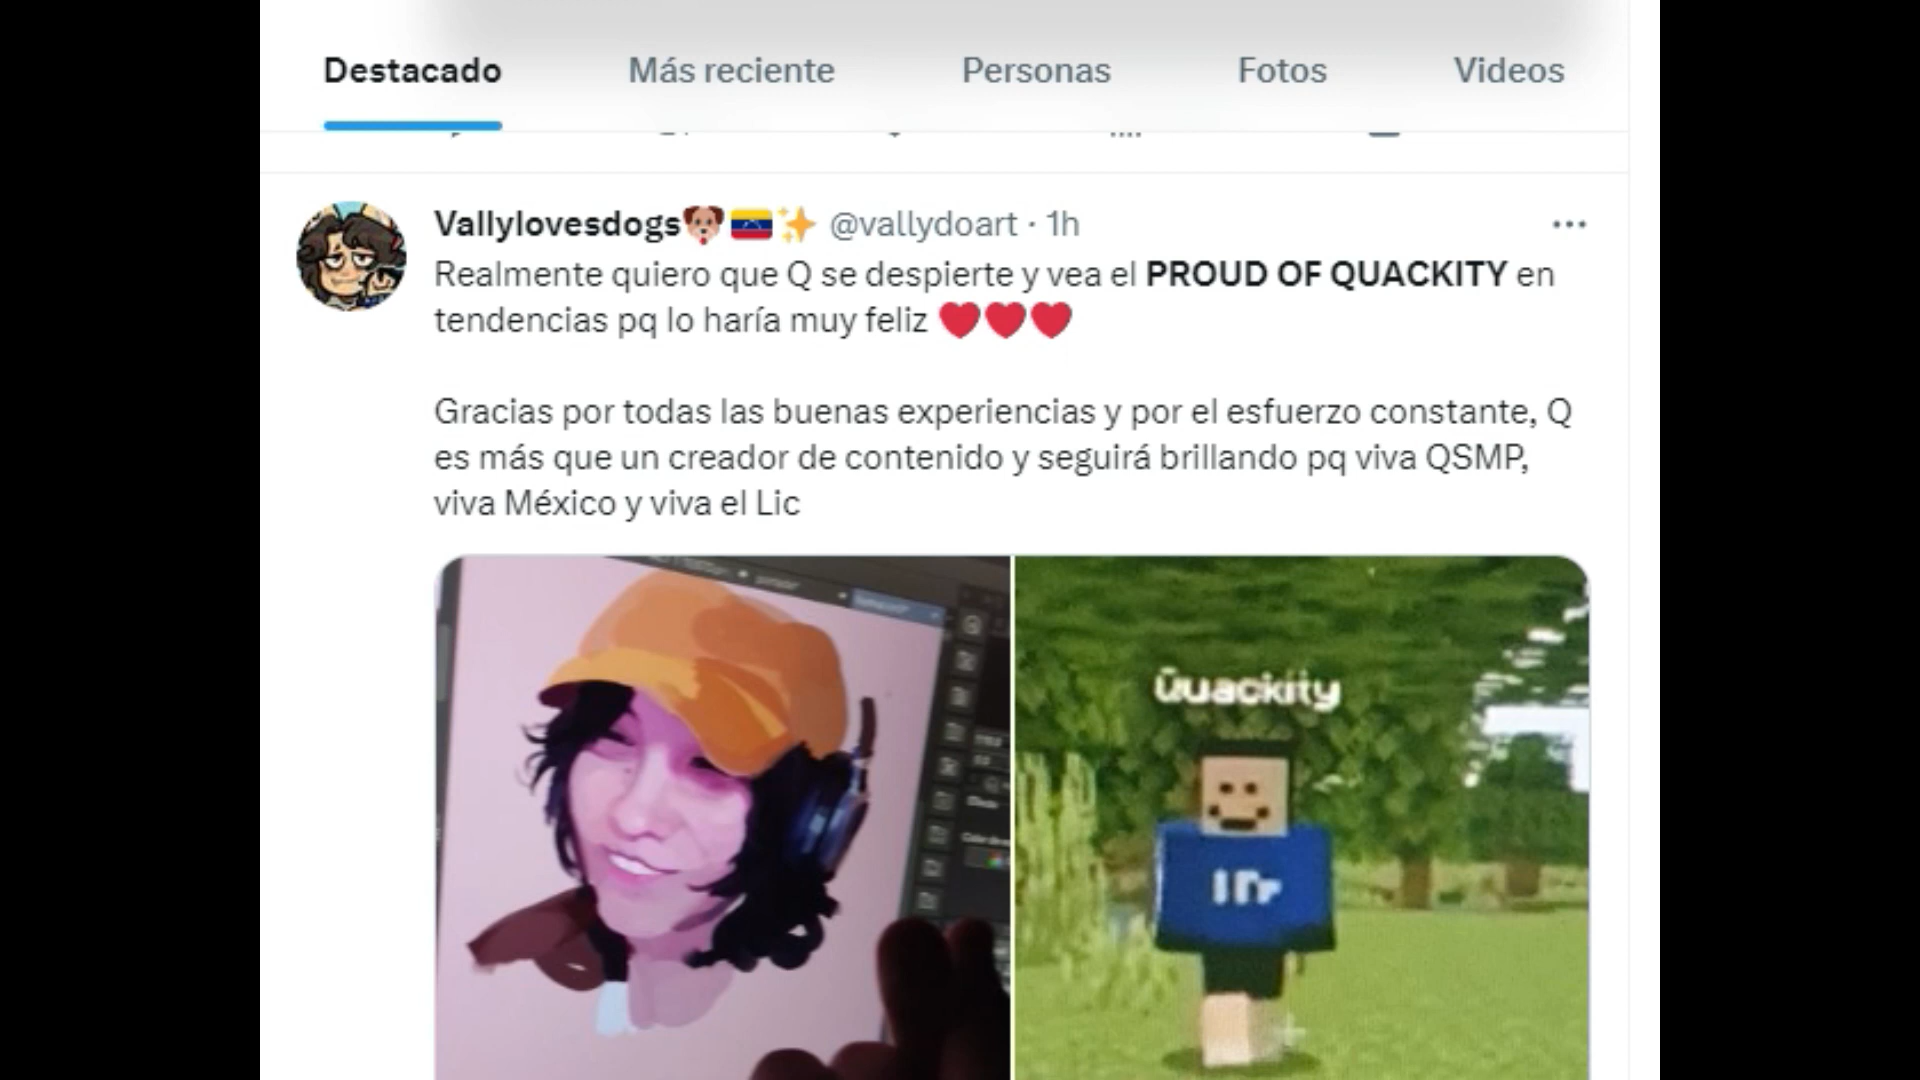 Destacado Más reciente Personas Fotos Videos
Vallylovesdogs🐶🇻🇪✨ @vallydoart · 1h
Realmente quiero que Q se despierte y vea el PROUD OF QUACKITY en
tendencias pq lo haría muy feliz ❤️❤️❤️
Gracias por todas las buenas experiencias y por el esfuerzo constante, Q
es más que un creador de contenido y seguirá brillando pq viva QSMP,
viva México y viva el Lic
Quackity